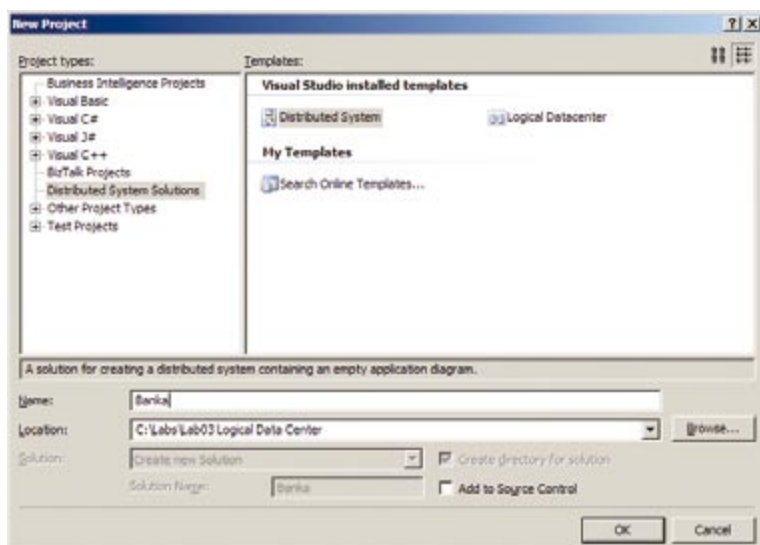 New Project
Project types:
Templates:
Business Intelligence Projects
Visual Basic
Visual C#
Visual J#
Visual C++
BizTalk Projects
Distributed System Solutions
Other Project Types
Test Projects
Visual Studio installed templates
Distributed System
Logical Datacenter
My Templates
Search Online Templates...
A solution for creating a distributed system containing an empty application diagram.
Name:
Banka
Location:
C:\Labs\Lab03 Logical Data Center
Browse...
Solution:
Create new Solution
Create directory for solution
Solution Name:
Banka
Add to Source Control
OK
Cancel